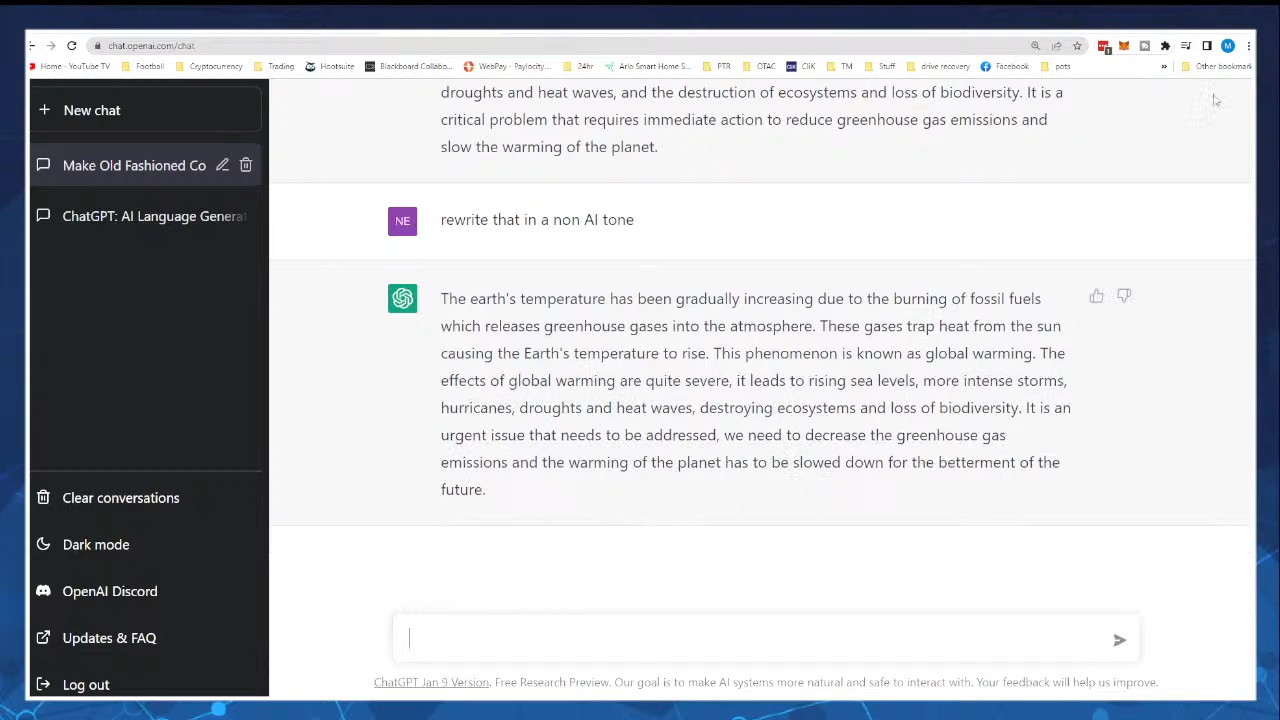 chat.openai.com/chat
Home - YouTube TV Football Cryptocurrency Trading Hootsuite Blackboard Collabo... WebPay - Paylocity... 24hr Arlo Smart Home S... PTR OTAC CliK TM Stuff drive recovery Facebook pots » Other bookmark
+ New chat
Make Old Fashioned Co
ChatGPT: AI Language Generat
Clear conversations
Dark mode
OpenAI Discord
Updates & FAQ
Log out
droughts and heat waves, and the destruction of ecosystems and loss of biodiversity. It is a
critical problem that requires immediate action to reduce greenhouse gas emissions and
slow the warming of the planet.
NE rewrite that in a non AI tone
The earth's temperature has been gradually increasing due to the burning of fossil fuels
which releases greenhouse gases into the atmosphere. These gases trap heat from the sun
causing the Earth's temperature to rise. This phenomenon is known as global warming. The
effects of global warming are quite severe, it leads to rising sea levels, more intense storms,
hurricanes, droughts and heat waves, destroying ecosystems and loss of biodiversity. It is an
urgent issue that needs to be addressed, we need to decrease the greenhouse gas
emissions and the warming of the planet has to be slowed down for the betterment of the
future.
ChatGPT Jan 9 Version. Free Research Preview. Our goal is to make AI systems more natural and safe to interact with. Your feedback will help us improve.